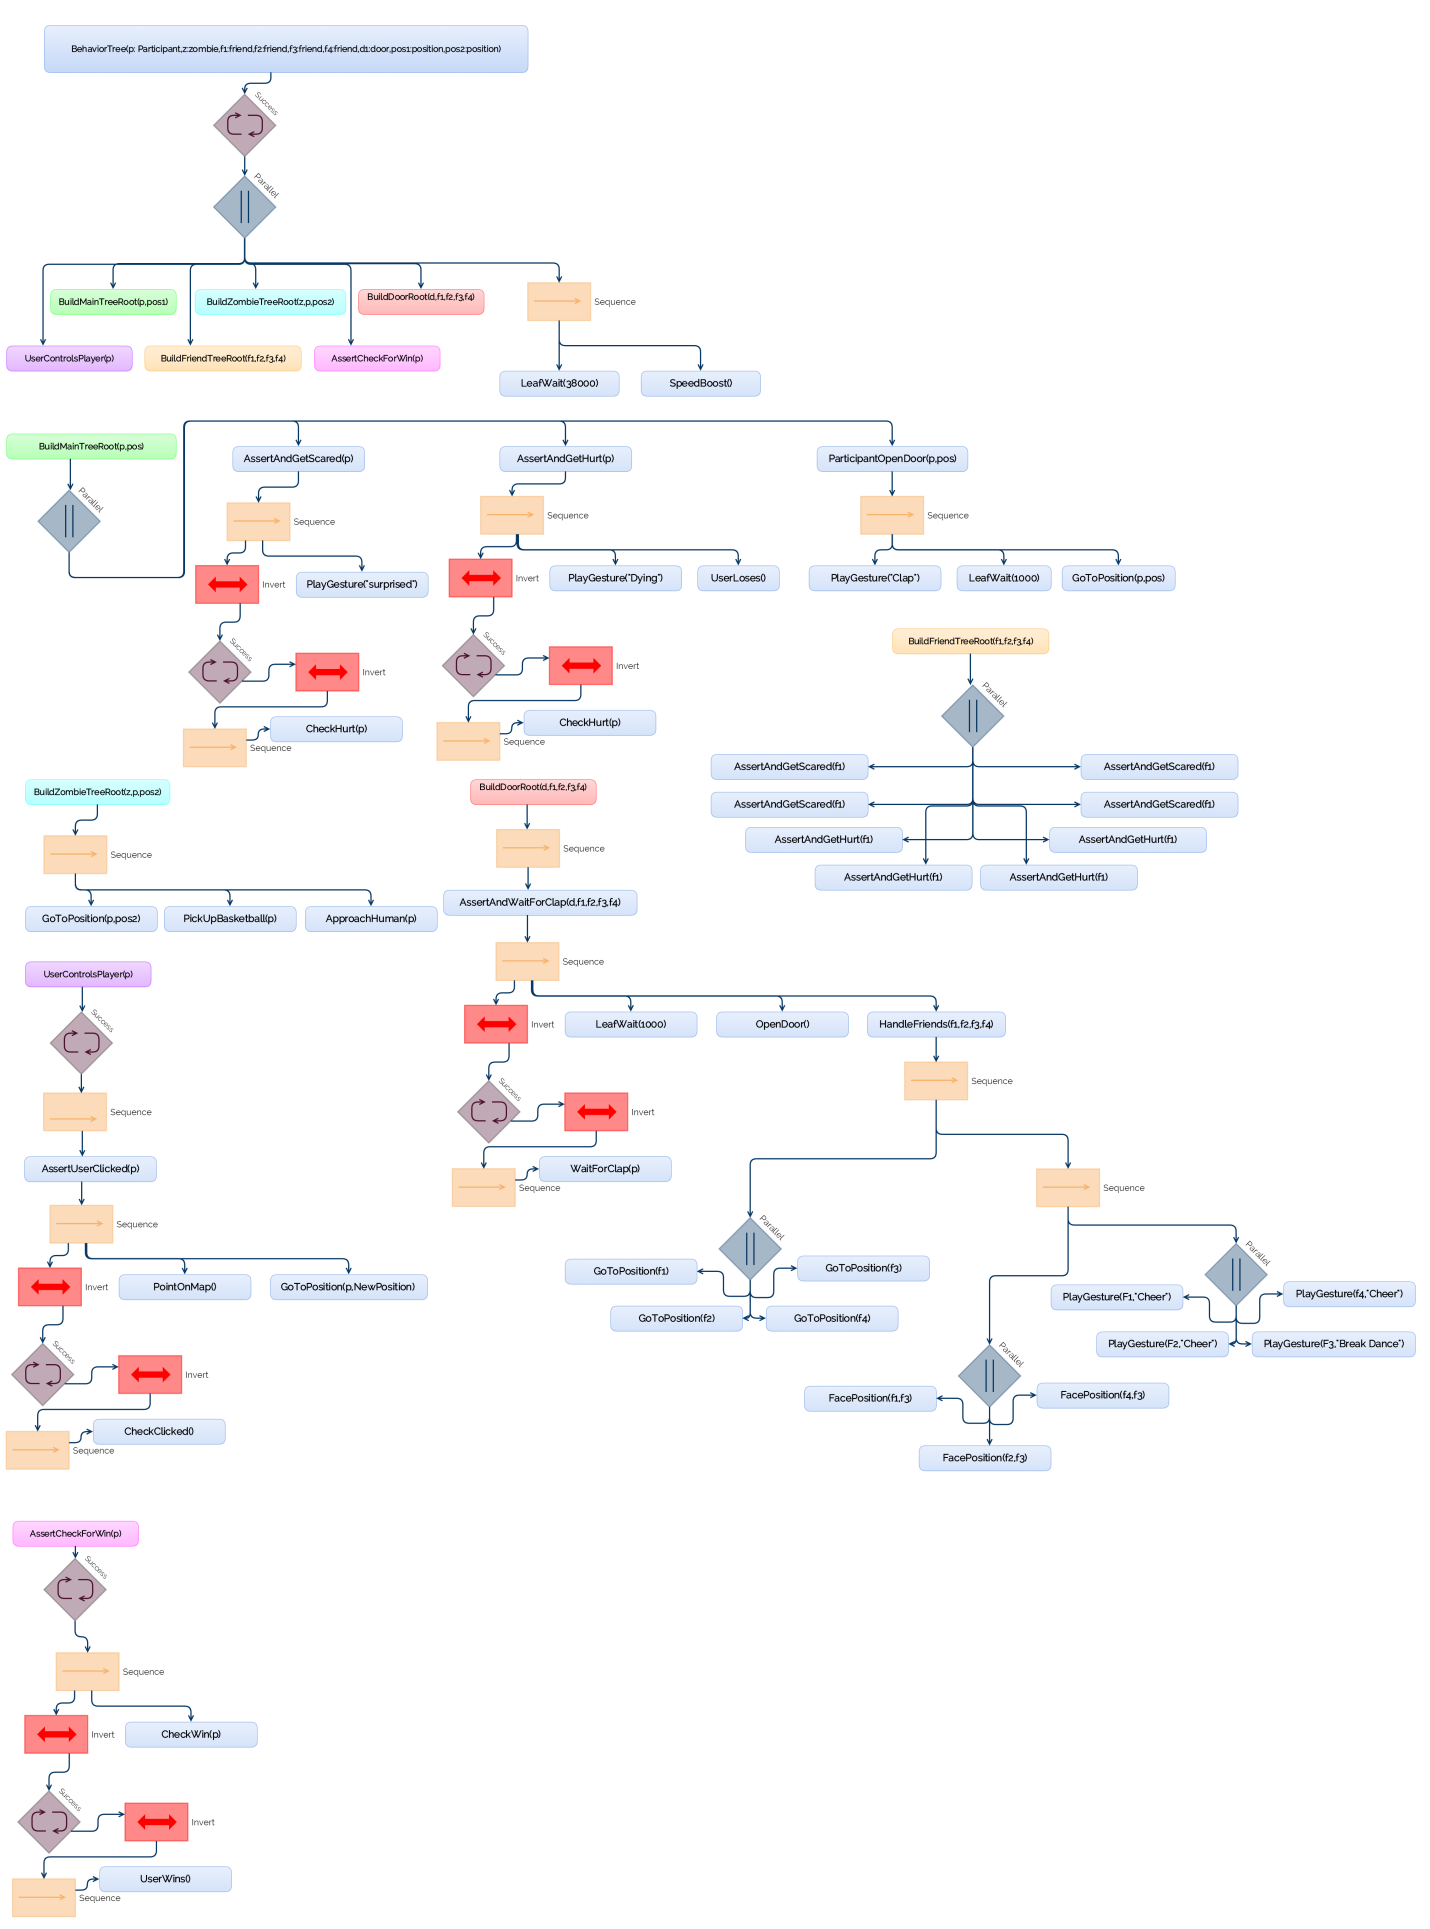 BehaviorTree(p: Participant,z:zombie,f1:friend,f2:friend,f3:friend,f4:friend,d1:door,pos1:position,pos2:position)
Success
Parallel
BuildMainTreeRoot(p,pos1)
BuildZombieTreeRoot(z,p,pos2)
BuildDoorRoot(d,f1,f2,f3,f4)
Sequence
UserControlsPlayer(p)
BuildFriendTreeRoot(f1,f2,f3,f4)
AssertCheckForWin(p)
LeafWait(38000)
SpeedBoost()
BuildMainTreeRoot(p,pos)
Parallel
AssertAndGetScared(p)
Sequence
Invert
PlayGesture("surprised")
Success
Invert
Sequence
CheckHurt(p)
AssertAndGetHurt(p)
Sequence
Invert
PlayGesture("Dying")
UserLoses()
Success
Invert
Sequence
CheckHurt(p)
ParticipantOpenDoor(p,pos)
Sequence
PlayGesture("Clap")
LeafWait(1000)
GoToPosition(p,pos)
BuildFriendTreeRoot(f1,f2,f3,f4)
Parallel
AssertAndGetScared(f1)
AssertAndGetScared(f1)
AssertAndGetScared(f1)
AssertAndGetScared(f1)
AssertAndGetHurt(f1)
AssertAndGetHurt(f1)
AssertAndGetHurt(f1)
AssertAndGetHurt(f1)
BuildZombieTreeRoot(z,p,pos2)
Sequence
GoToPosition(p,pos2)
PickUpBasketball(p)
ApproachHuman(p)
BuildDoorRoot(d,f1,f2,f3,f4)
Sequence
AssertAndWaitForClap(d,f1,f2,f3,f4)
Sequence
Invert
LeafWait(1000)
OpenDoor()
HandleFriends(f1,f2,f3,f4)
Success
Invert
Sequence
WaitForClap(p)
Sequence
Sequence
Parallel
GoToPosition(f1)
GoToPosition(f3)
GoToPosition(f2)
GoToPosition(f4)
Parallel
PlayGesture(F1,"Cheer")
PlayGesture(f4,"Cheer")
PlayGesture(F2,"Cheer")
PlayGesture(F3,"Break Dance")
Parallel
FacePosition(f1,f3)
FacePosition(f4,f3)
FacePosition(f2,f3)
UserControlsPlayer(p)
Success
Sequence
AssertUserClicked(p)
Sequence
Invert
PointOnMap()
GoToPosition(p,NewPosition)
Success
Invert
Sequence
CheckClicked()
AssertCheckForWin(p)
Success
Sequence
Invert
CheckWin(p)
Success
Invert
Sequence
UserWins()